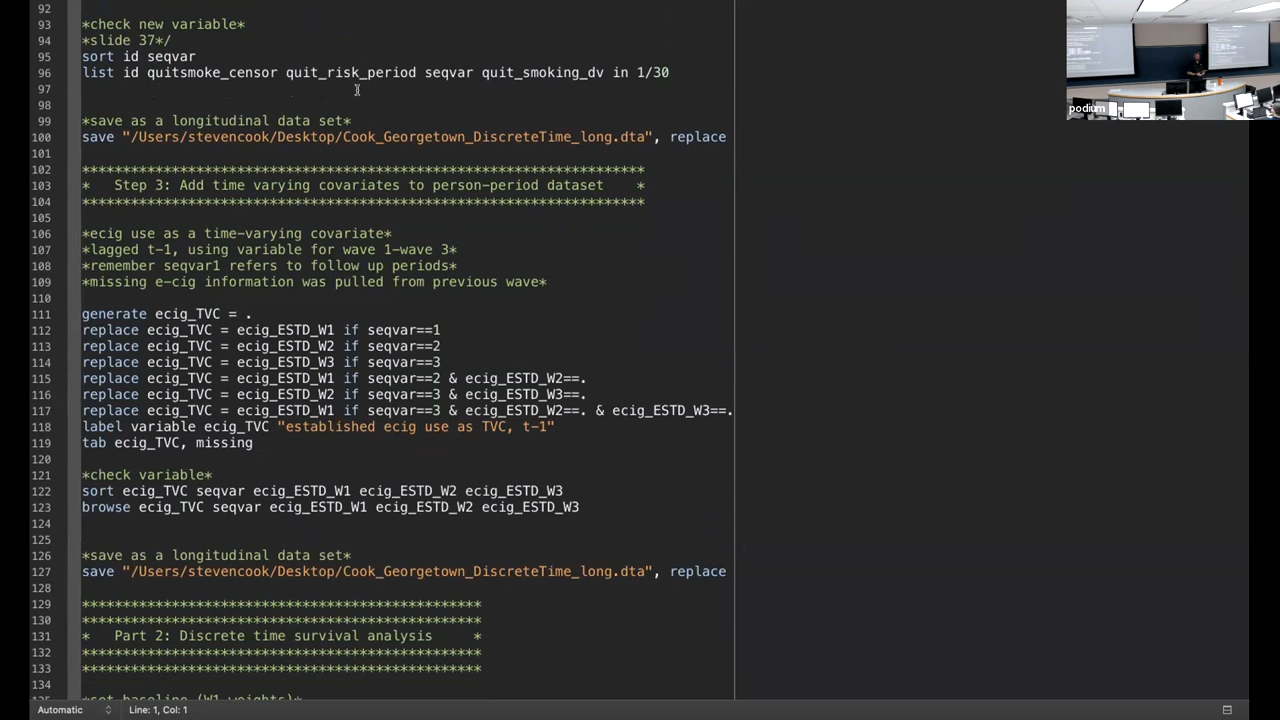 92
93 *check new variable*
94 *slide 37*/
95 sort id seqvar
96 list id quitsmoke_censor quit_risk_period seqvar quit_smoking_dv in 1/30
97
98
99 *save as a longitudinal data set*
100 save "/Users/stevencook/Desktop/Cook_Georgetown_DiscreteTime_long.dta", replace
101
102 *********************************************************************
103 *   Step 3: Add time varying covariates to person-period dataset    *
104 *********************************************************************
105
106 *ecig use as a time-varying covariate*
107 *lagged t-1, using variable for wave 1-wave 3*
108 *remember seqvar1 refers to follow up periods*
109 *missing e-cig information was pulled from previous wave*
110
111 generate ecig_TVC = .
112 replace ecig_TVC = ecig_ESTD_W1 if seqvar==1
113 replace ecig_TVC = ecig_ESTD_W2 if seqvar==2
114 replace ecig_TVC = ecig_ESTD_W3 if seqvar==3
115 replace ecig_TVC = ecig_ESTD_W1 if seqvar==2 & ecig_ESTD_W2==.
116 replace ecig_TVC = ecig_ESTD_W2 if seqvar==3 & ecig_ESTD_W3==.
117 replace ecig_TVC = ecig_ESTD_W1 if seqvar==3 & ecig_ESTD_W2==. & ecig_ESTD_W3==.
118 label variable ecig_TVC "established ecig use as TVC, t-1"
119 tab ecig_TVC, missing
120
121 *check variable*
122 sort ecig_TVC seqvar ecig_ESTD_W1 ecig_ESTD_W2 ecig_ESTD_W3
123 browse ecig_TVC seqvar ecig_ESTD_W1 ecig_ESTD_W2 ecig_ESTD_W3
124
125
126 *save as a longitudinal data set*
127 save "/Users/stevencook/Desktop/Cook_Georgetown_DiscreteTime_long.dta", replace
128
129 *************************************************
130 *************************************************
131 *   Part 2: Discrete time survival analysis     *
132 *************************************************
133 *************************************************
134
135 *set baseline (W1 weights)*
Automatic Line: 1, Col: 1
podium